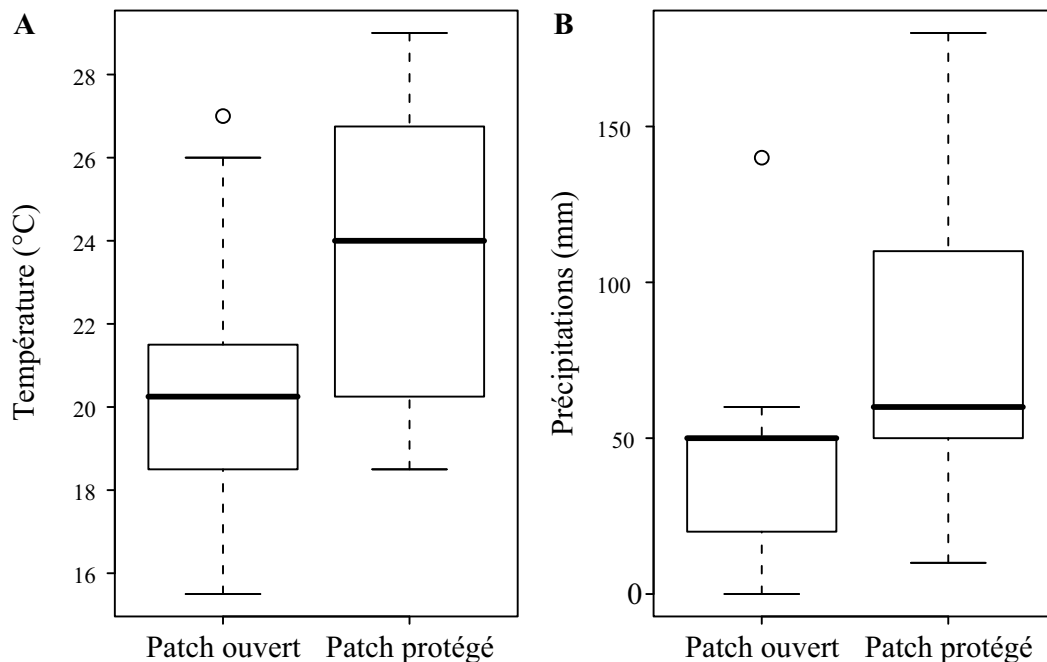 A
Température (°C)
28
26
24
22
20
18
16
Patch ouvert
Patch protégé
B
Précipitations (mm)
150
100
50
0
Patch ouvert
Patch protégé